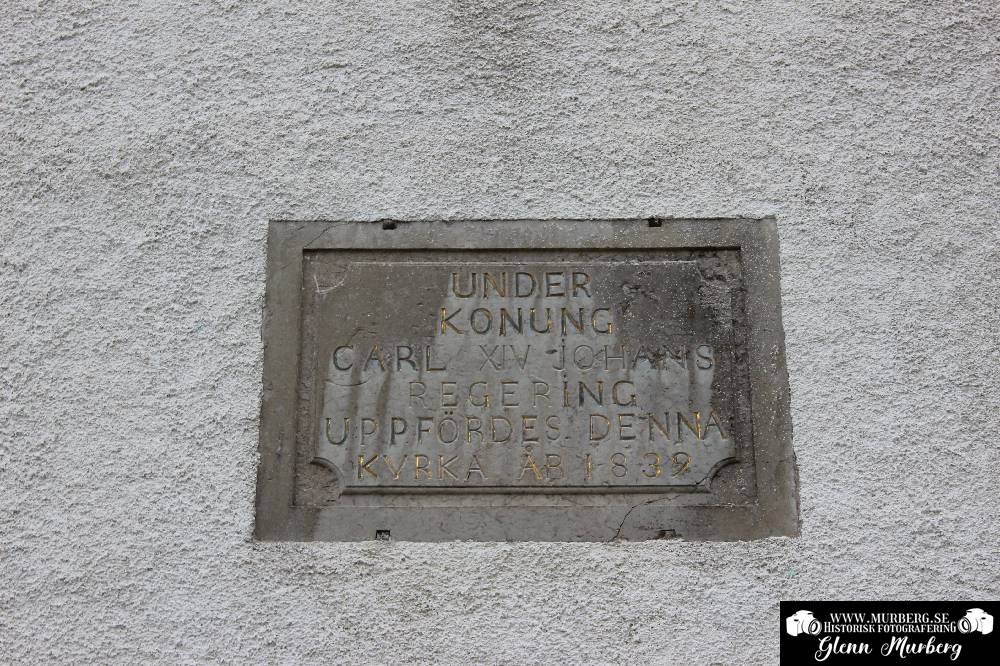 UNDER
KONUNG
CARL XIV JOHANS
REGERING
UPPFÖRDES DENNA
KYRKA ÅR 1839
WWW.MURBERG.SE
HISTORISK FOTOGRAFERING
Glenn Murberg